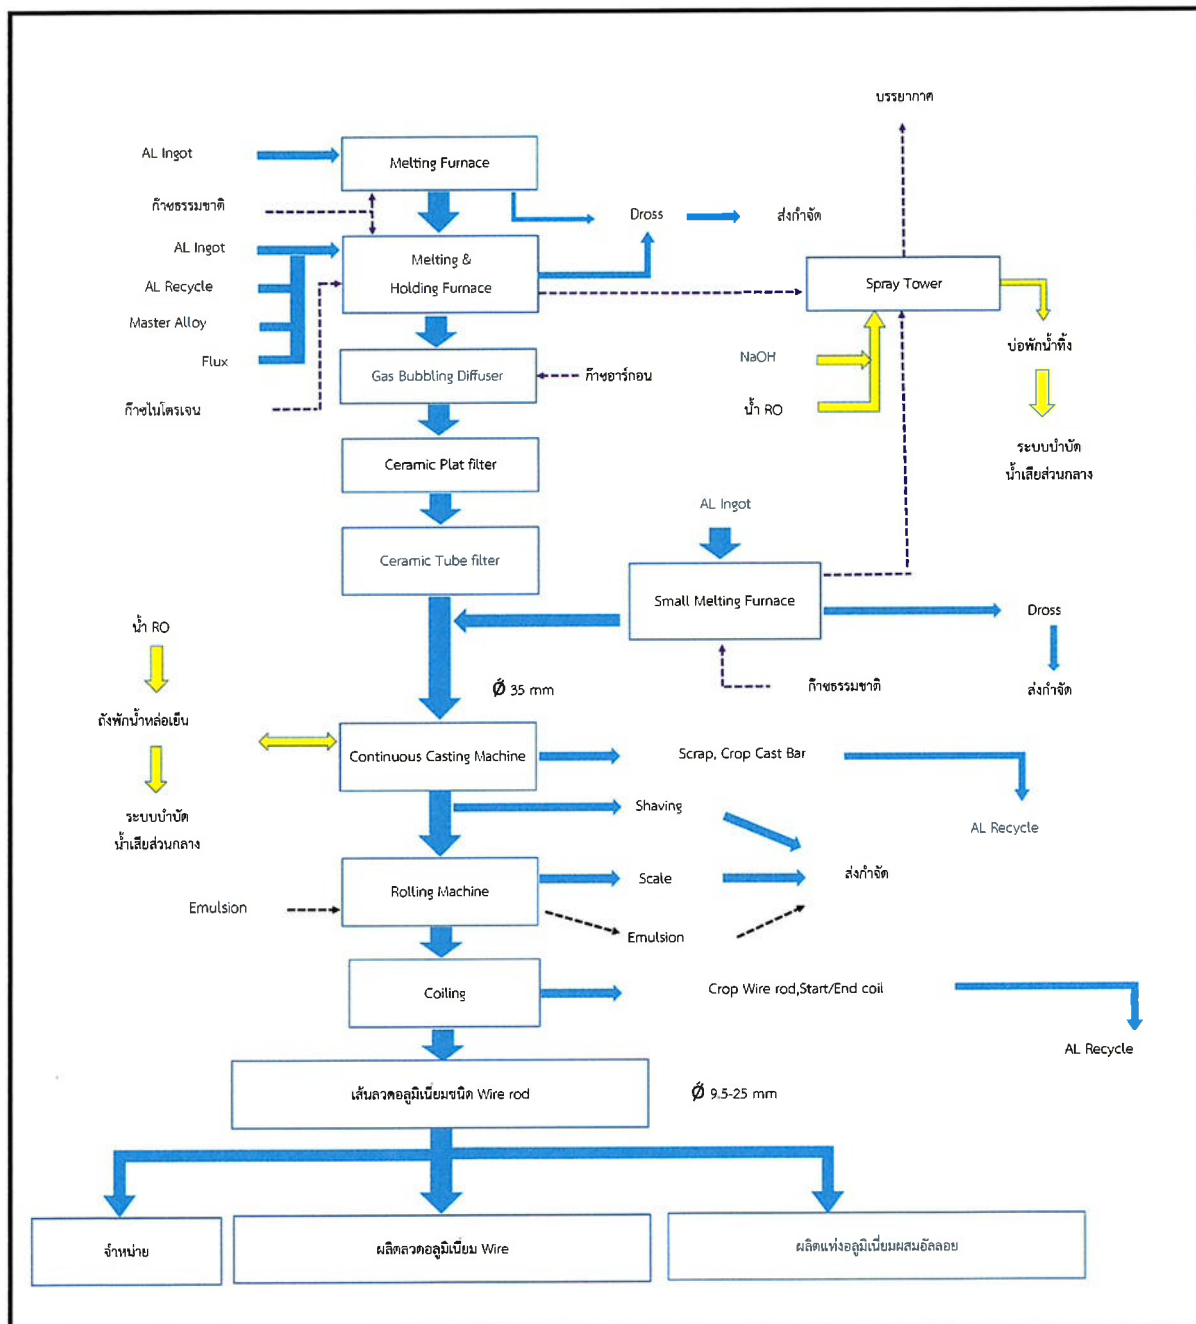 บรรยากาศ
AL Ingot
Melting Furnace
ก๊าซธรรมชาติ
Dross
ส่งกำจัด
AL Ingot
Melting &
Holding Furnace
AL Recycle
Master Alloy
Flux
Spray Tower
บ่อพักน้ำทิ้ง
NaOH
Gas Bubbling Diffuser
ก๊าซอาร์กอน
ก๊าซไนโตรเจน
น้ำ RO
ระบบบำบัด
น้ำเสียส่วนกลาง
Ceramic Plat filter
AL Ingot
Ceramic Tube filter
Small Melting Furnace
Dross
น้ำ RO
ก๊าซธรรมชาติ
ส่งกำจัด
Ø 35 mm
ถังพักน้ำหล่อเย็น
Continuous Casting Machine
Scrap, Crop Cast Bar
Shaving
AL Recycle
ระบบบำบัด
น้ำเสียส่วนกลาง
Rolling Machine
Scale
ส่งกำจัด
Emulsion
Emulsion
Coiling
Crop Wire rod,Start/End coil
AL Recycle
เส้นลวดอลูมิเนี่ยมชนิด Wire rod
Ø 9.5-25 mm
จำหน่าย
ผลิตลวดอลูมิเนี่ยม Wire
ผลิตแท่งอลูมิเนี่ยมผสมอัลลอย